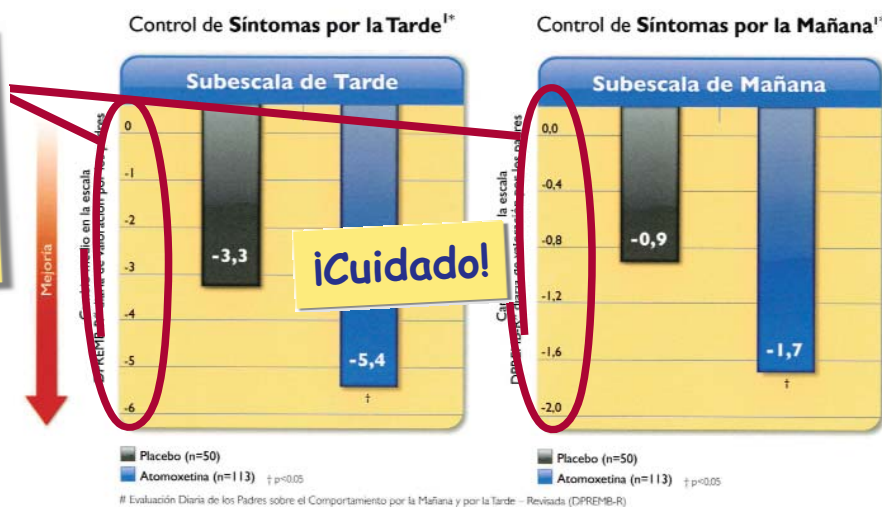 Control de Síntomas por la Tarde¹*
Subescala de Tarde
Mejoría
0
-1
-2
-3
-4
-5
-6
-3,3
-5,4
†
Placebo (n=50)
Atomoxetina (n=113) † p<0.05
¡Cuidado!
Control de Síntomas por la Mañana¹*
Subescala de Mañana
0,0
-0,4
-0,8
-1,2
-1,6
-2,0
-0,9
-1,7
†
Placebo (n=50)
Atomoxetina (n=113) † p<0.05
# Evaluación Diaria de los Padres sobre el Comportamiento por la Mañana y por la Tarde – Revisada (DPREMB-R)